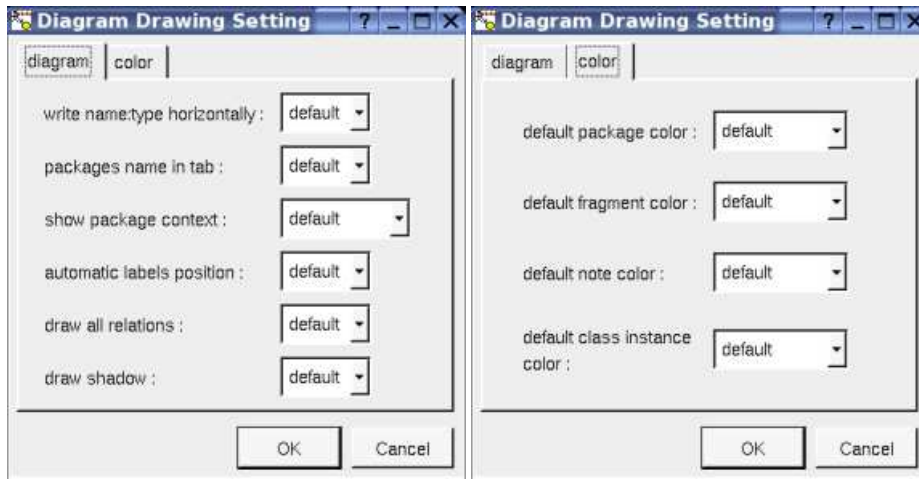 Diagram Drawing Setting
diagram color
write name:type horizontally : default
packages name in tab : default
show package context : default
automatic labels position : default
draw all relations : default
draw shadow : default
OK Cancel
Diagram Drawing Setting
diagram color
default package color : default
default fragment color : default
default note color : default
default class instance
color : default
OK Cancel